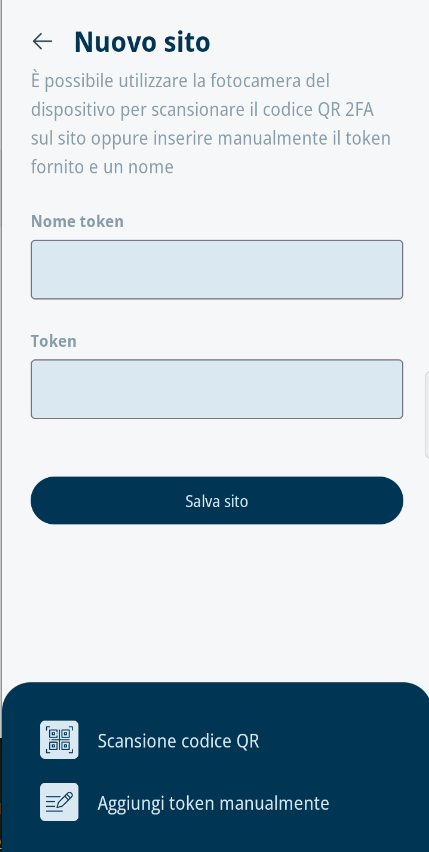 Nuovo sito
È possibile utilizzare la fotocamera del
dispositivo per scansionare il codice QR 2FA
sul sito oppure inserire manualmente il token
fornito e un nome
Nome token
Token
Salva sito
Scansione codice QR
Aggiungi token manualmente